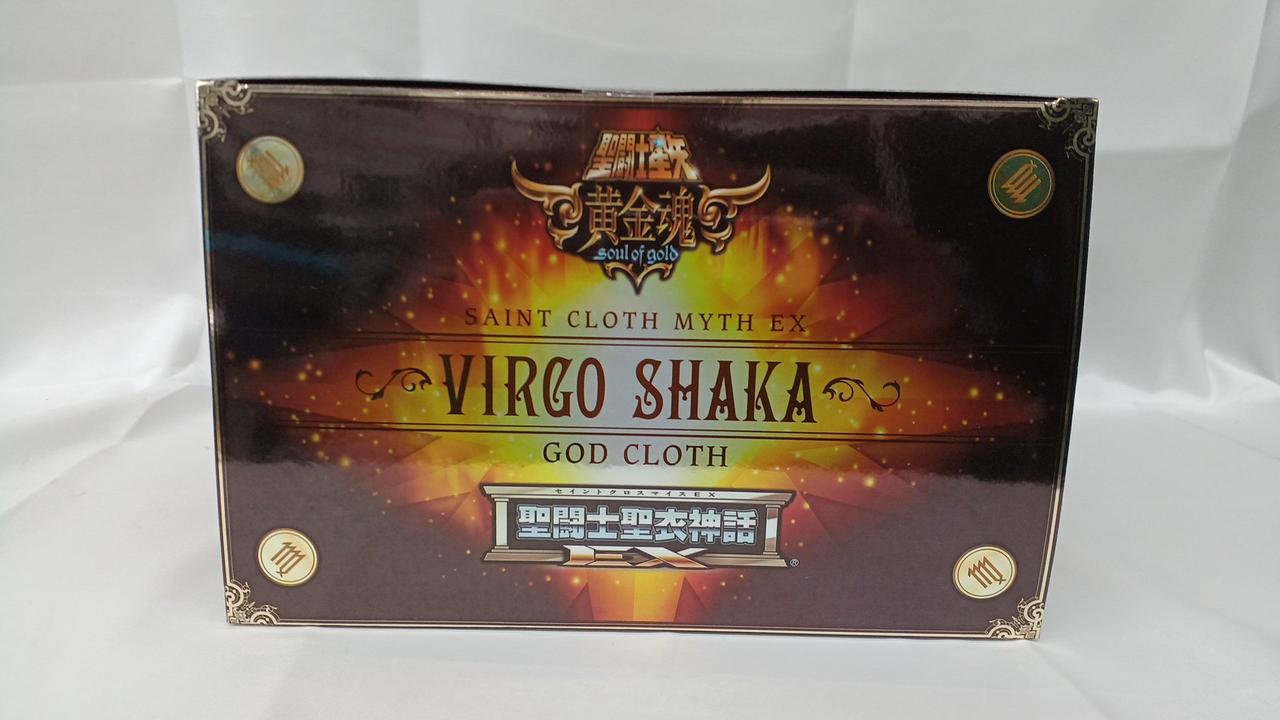 聖闘士星矢
黄金魂
soul of gold
SAINT CLOTH MYTH EX
VIRGO SHAKA
GOD CLOTH
セイントクロスマイスEX
聖闘士聖衣神話
EX
®